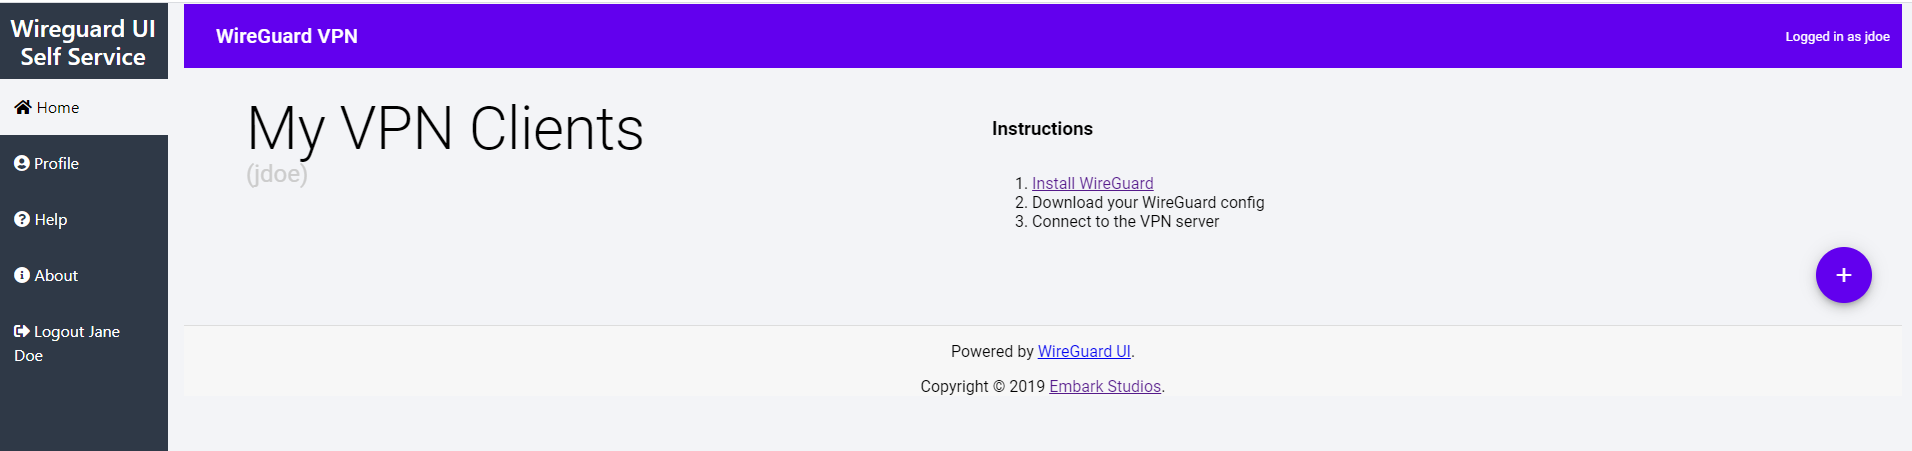 Wireguard UI
Self Service
Home
Profile
Help
About
Logout Jane
Doe
WireGuard VPN
Logged in as jdoe
My VPN Clients
(jdoe)
Instructions
1. Install WireGuard
2. Download your WireGuard config
3. Connect to the VPN server
+
Powered by WireGuard UI.
Copyright © 2019 Embark Studios.